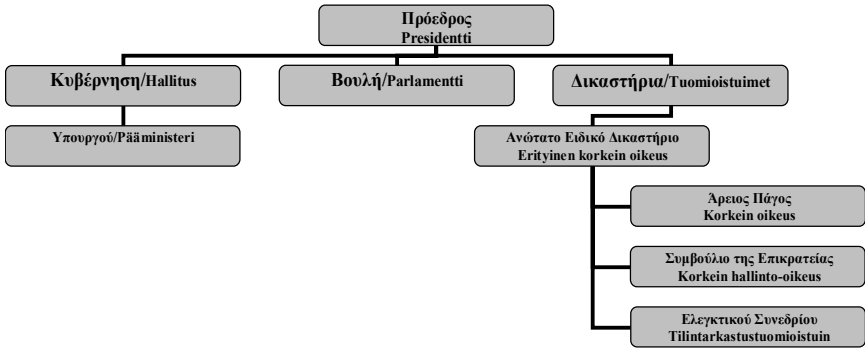 Πρόεδρος
Presidentti
Κυβέρνηση/Hallitus
Βουλή/Parlamentti
Δικαστήρια/Tuomioistuimet
Υπουργού/Pääministeri
Ανώτατο Ειδικό Δικαστήριο
Erityinen korkein oikeus
Άρειος Πάγος
Korkein oikeus
Συμβούλιο της Επικρατείας
Korkein hallinto-oikeus
Ελεγκτικού Συνεδρίου
Tilintarkastustuomioistuin